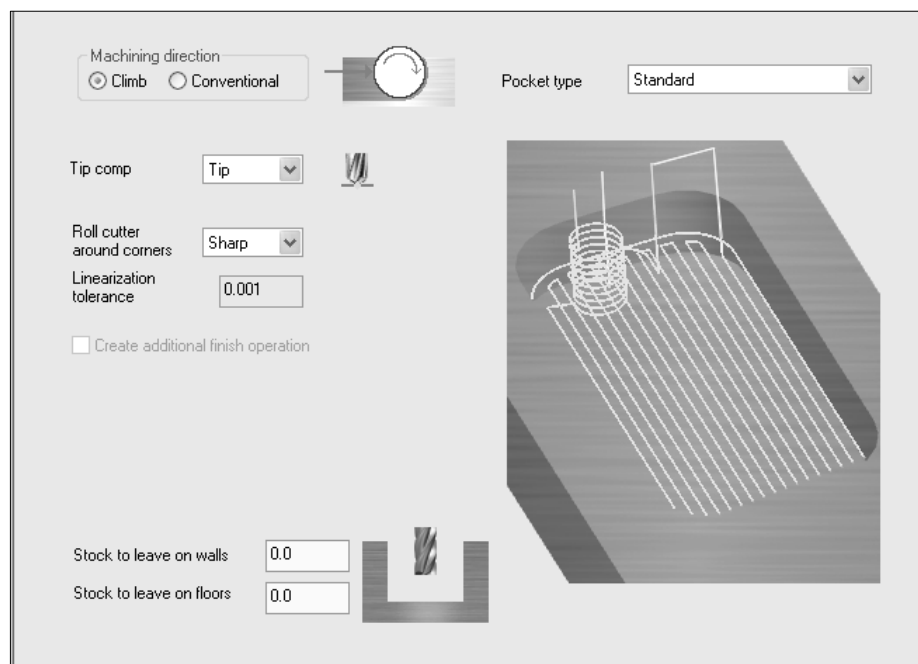 Machining direction
Climb Conventional
Pocket type Standard
Tip comp Tip
Roll cutter
around corners Sharp
Linearization
tolerance 0.001
Create additional finish operation
Stock to leave on walls 0.0
Stock to leave on floors 0.0